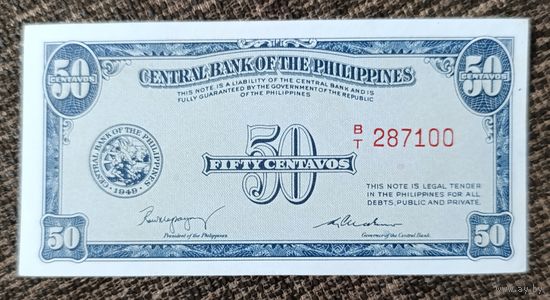 50
CENTAVOS
50
CENTAVOS
CENTRAL BANK OF THE PHILIPPINES
THIS NOTE IS A LIABILITY OF THE CENTRAL BANK AND IS
FULLY GUARANTEED BY THE GOVERNMENT OF THE REPUBLIC
OF THE PHILIPPINES
B/T 287100
50
FIFTY CENTAVOS
CENTRAL BANK OF THE PHILIPPINES
1949
THIS NOTE IS LEGAL TENDER
IN THE PHILIPPINES FOR ALL
DEBTS, PUBLIC AND PRIVATE.
President of the Philippines
Governor of the Central Bank
50
50
ay.by